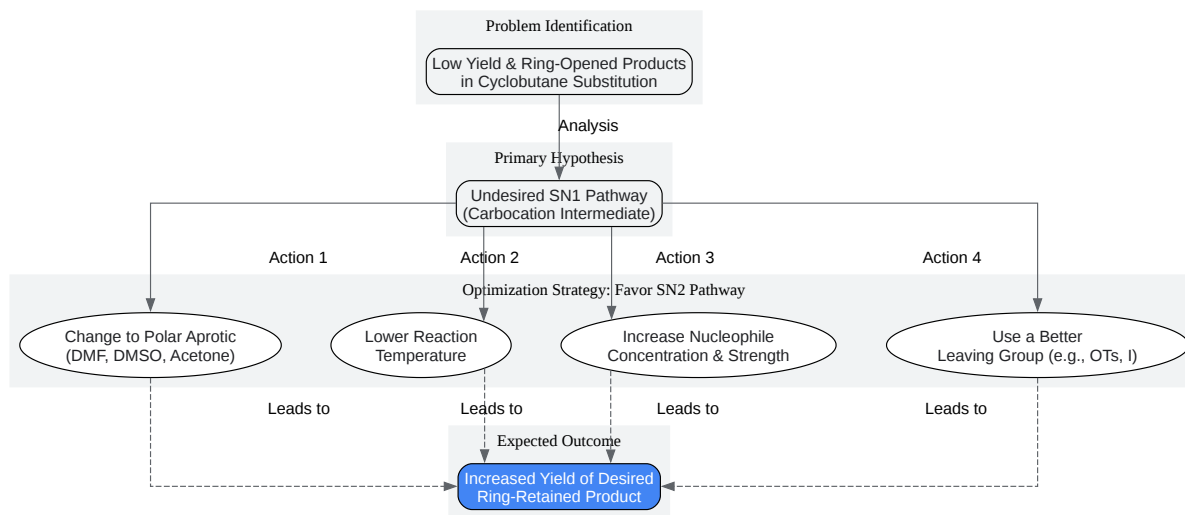 Problem Identification
Low Yield & Ring-Opened Products
in Cyclobutane Substitution
Analysis
Primary Hypothesis
Undesired SN1 Pathway
(Carbocation Intermediate)
Action 1
Action 2
Action 3
Action 4
Optimization Strategy: Favor SN2 Pathway
Change to Polar Aprotic
(DMF, DMSO, Acetone)
Lower Reaction
Temperature
Increase Nucleophile
Concentration & Strength
Use a Better
Leaving Group (e.g., OTs, I)
Leads to
Leads to
Leads to
Leads to
Expected Outcome
Increased Yield of Desired
Ring-Retained Product